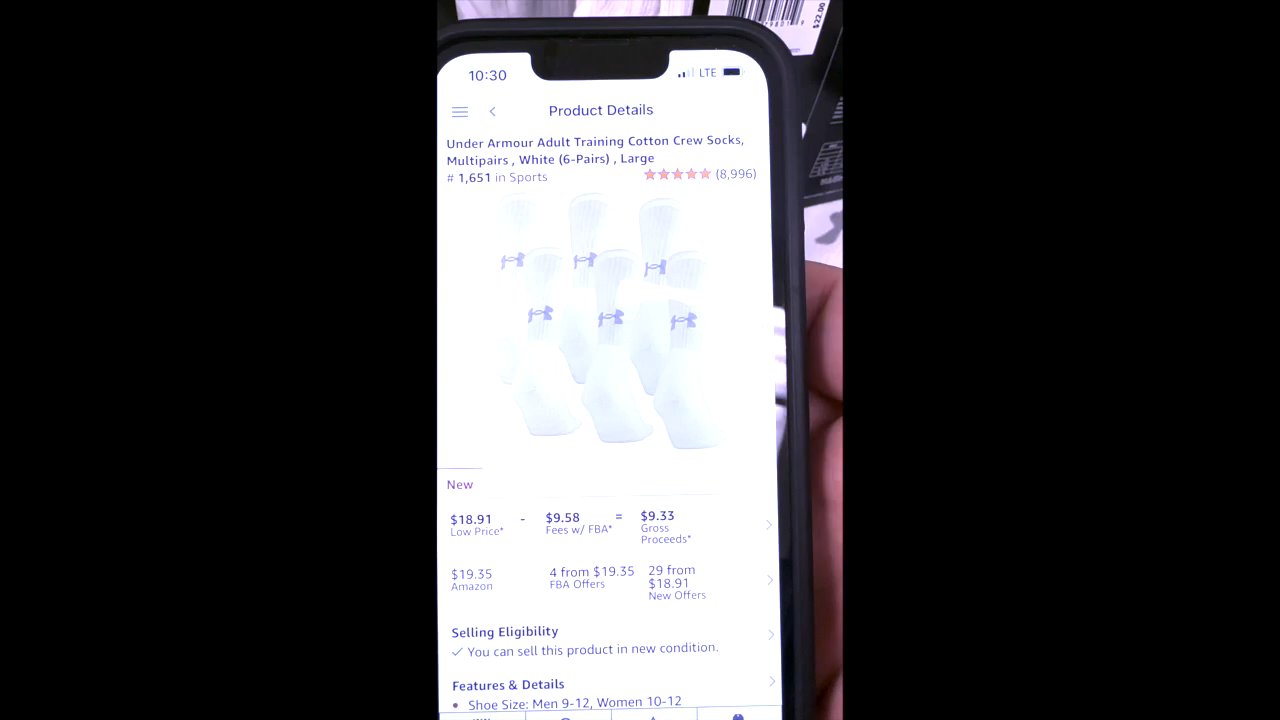 $22.00
10:30
LTE
Product Details
Under Armour Adult Training Cotton Crew Socks,
Multipairs , White (6-Pairs) , Large
# 1,651 in Sports
(8,996)
New
$18.91 - $9.58 = $9.33
Low Price* Fees w/ FBA* Gross
Proceeds*
$19.35 4 from $19.35 29 from
Amazon FBA Offers $18.91
New Offers
Selling Eligibility
You can sell this product in new condition.
Features & Details
• Shoe Size: Men 9-12, Women 10-12